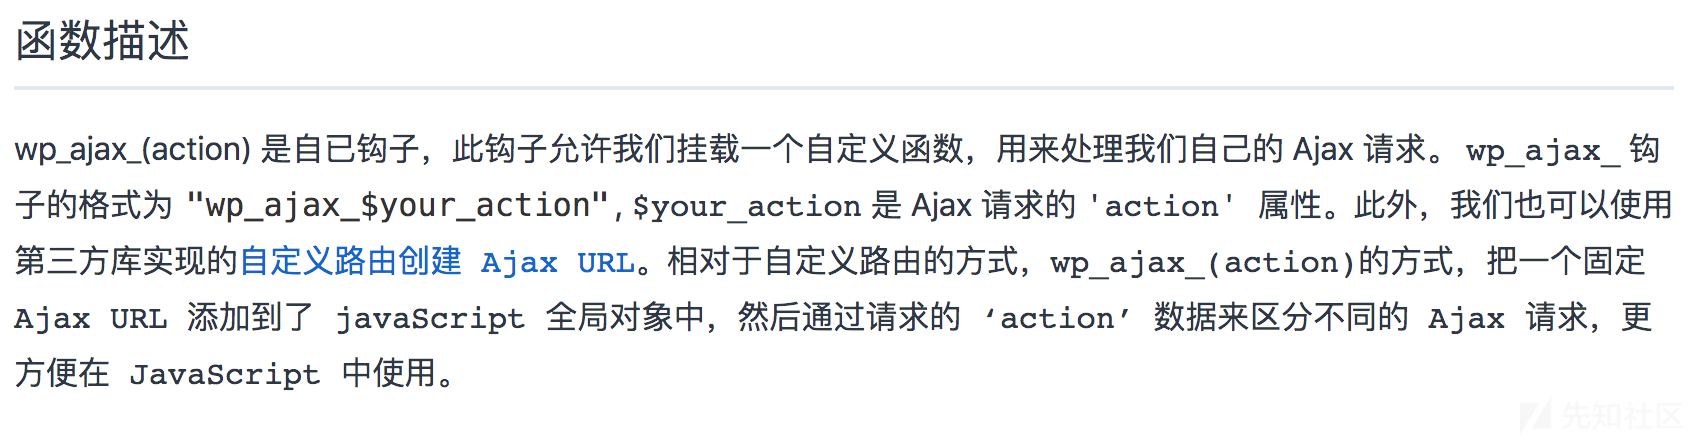 函数描述
wp_ajax_(action) 是自已钩子，此钩子允许我们挂载一个自定义函数，用来处理我们自己的 Ajax 请求。wp_ajax_ 钩
子的格式为 "wp_ajax_$your_action",$your_action 是 Ajax 请求的 'action' 属性。此外，我们也可以使用
第三方库实现的自定义路由创建 Ajax URL。相对于自定义路由的方式，wp_ajax_(action)的方式，把一个固定
Ajax URL 添加到了 javaScript 全局对象中，然后通过请求的 ‘action’ 数据来区分不同的 Ajax 请求，更
方便在 JavaScript 中使用。
先知社区